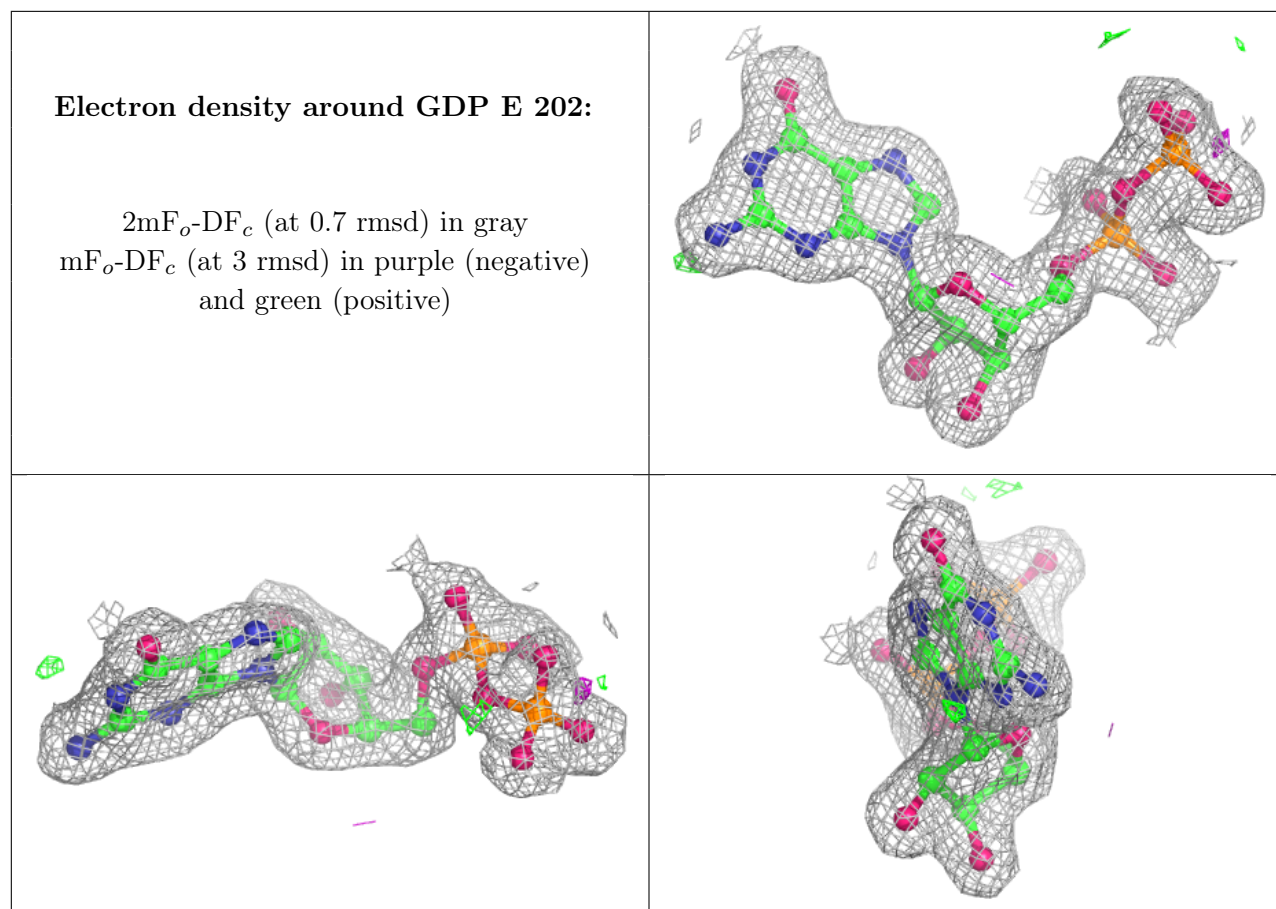 Electron density around GDP E 202:
2mFo-DFc (at 0.7 rmsd) in gray
mFo-DFc (at 3 rmsd) in purple (negative)
and green (positive)